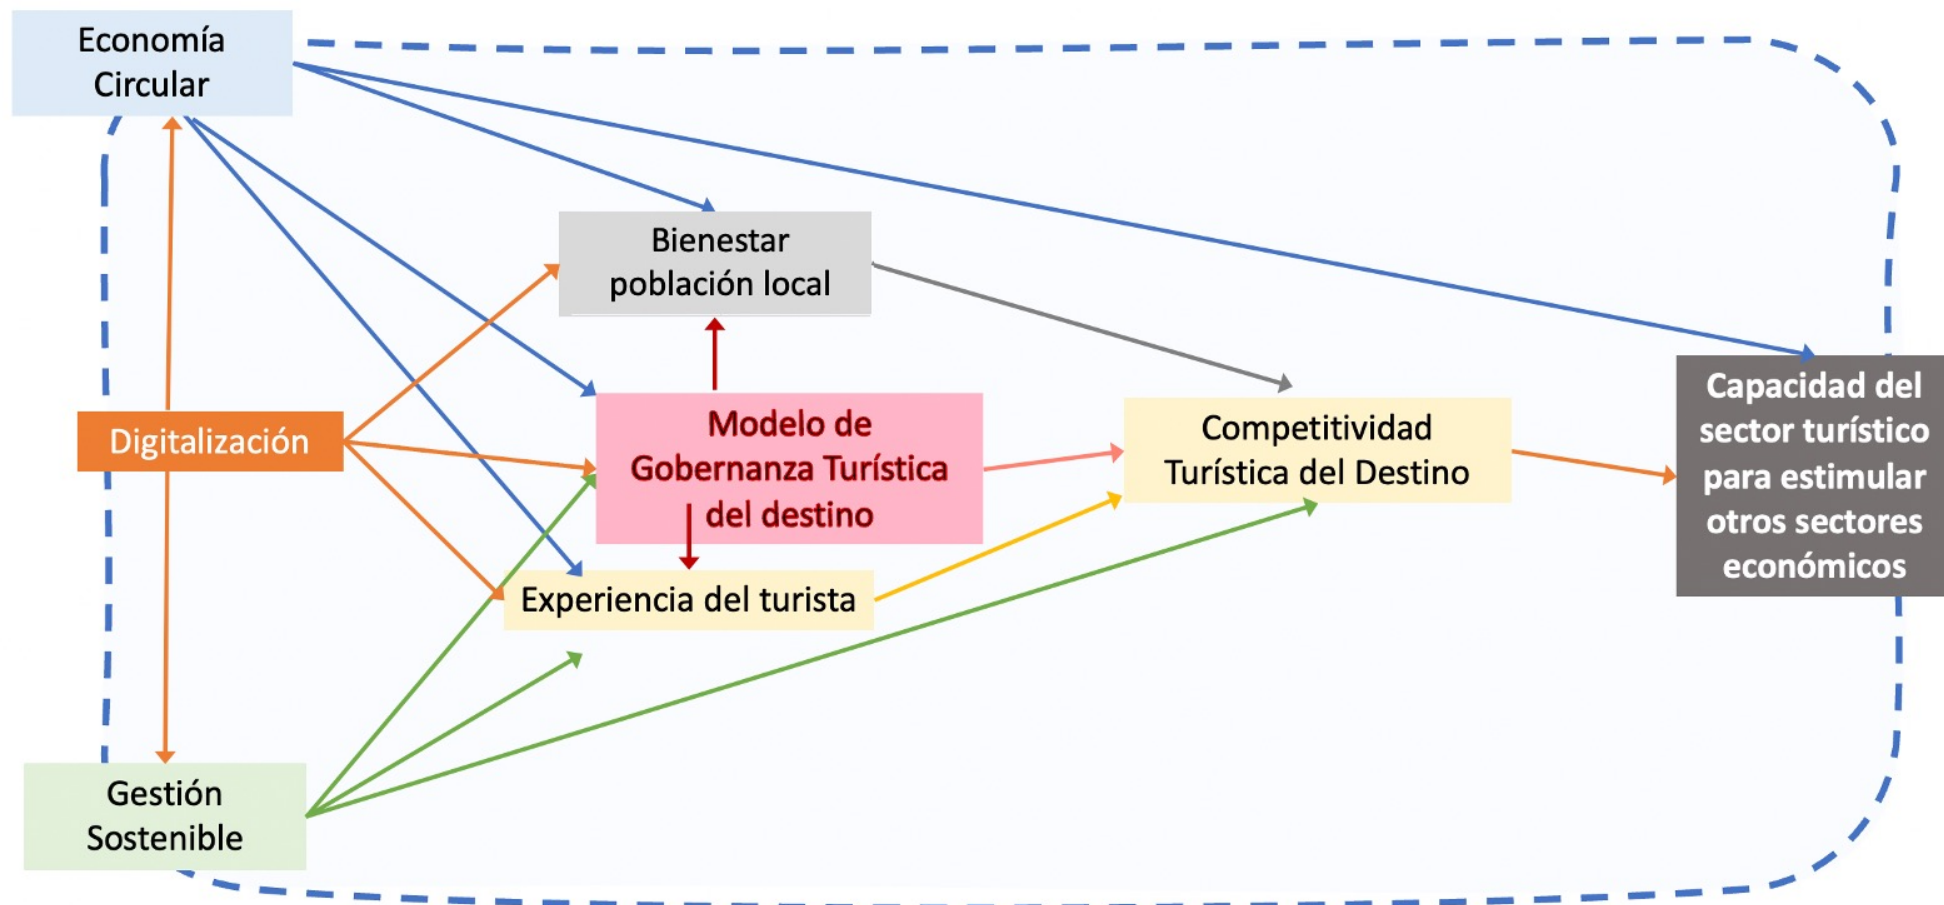 Economía
Circular
Bienestar
población local
Digitalización
Modelo de
Gobernanza Turística
del destino
Competitividad
Turística del Destino
Capacidad del
sector turístico
para estimular
otros sectores
económicos
Experiencia del turista
Gestión
Sostenible